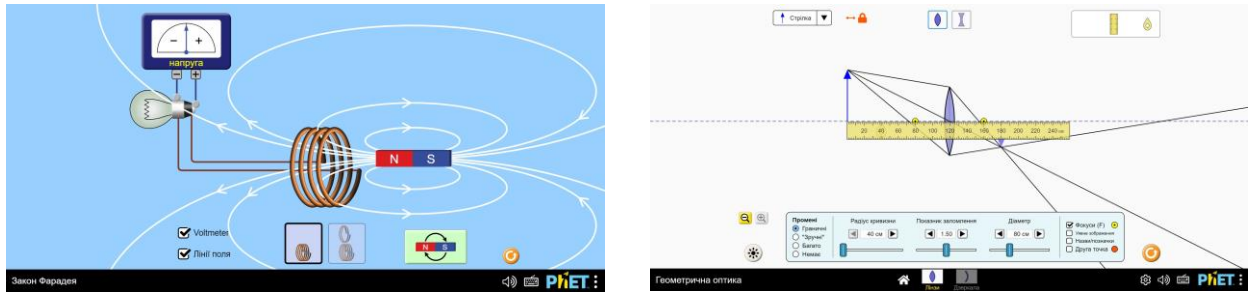 − +
напруга
− +
N S
Voltmeter
Лінії поля
N S
Закон Фарадея
PhET
Стрілка
20 40 60 80 100 120 140 160 180 200 220 240 см
Промені
Граничні
"Зручні"
Багато
Немає
Радіус кривизни
40 см
Показник заломлення
1.50
Діаметр
80 см
Фокуси (F)
Друга точка
Геометрична оптика
Лінзи
Дзеркала
PhET